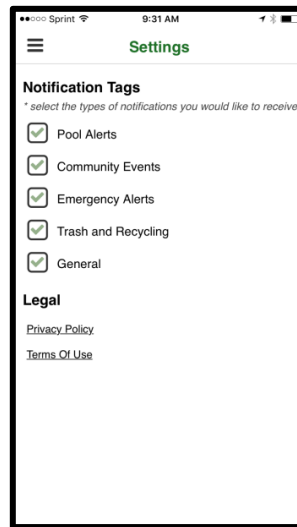 Sprint 9:31 AM
Settings
Notification Tags
* select the types of notifications you would like to receive
Pool Alerts
Community Events
Emergency Alerts
Trash and Recycling
General
Legal
Privacy Policy
Terms Of Use